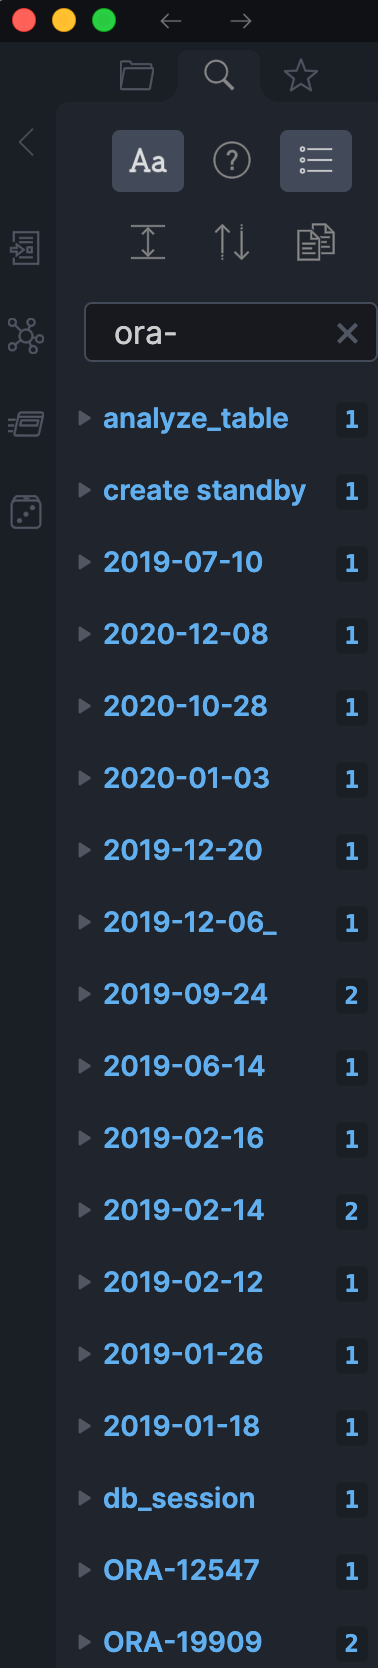 Aa
?
ora-
analyze_table 1
create standby 1
2019-07-10 1
2020-12-08 1
2020-10-28 1
2020-01-03 1
2019-12-20 1
2019-12-06_ 1
2019-09-24 2
2019-06-14 1
2019-02-16 1
2019-02-14 2
2019-02-12 1
2019-01-26 1
2019-01-18 1
db_session 1
ORA-12547 1
ORA-19909 2